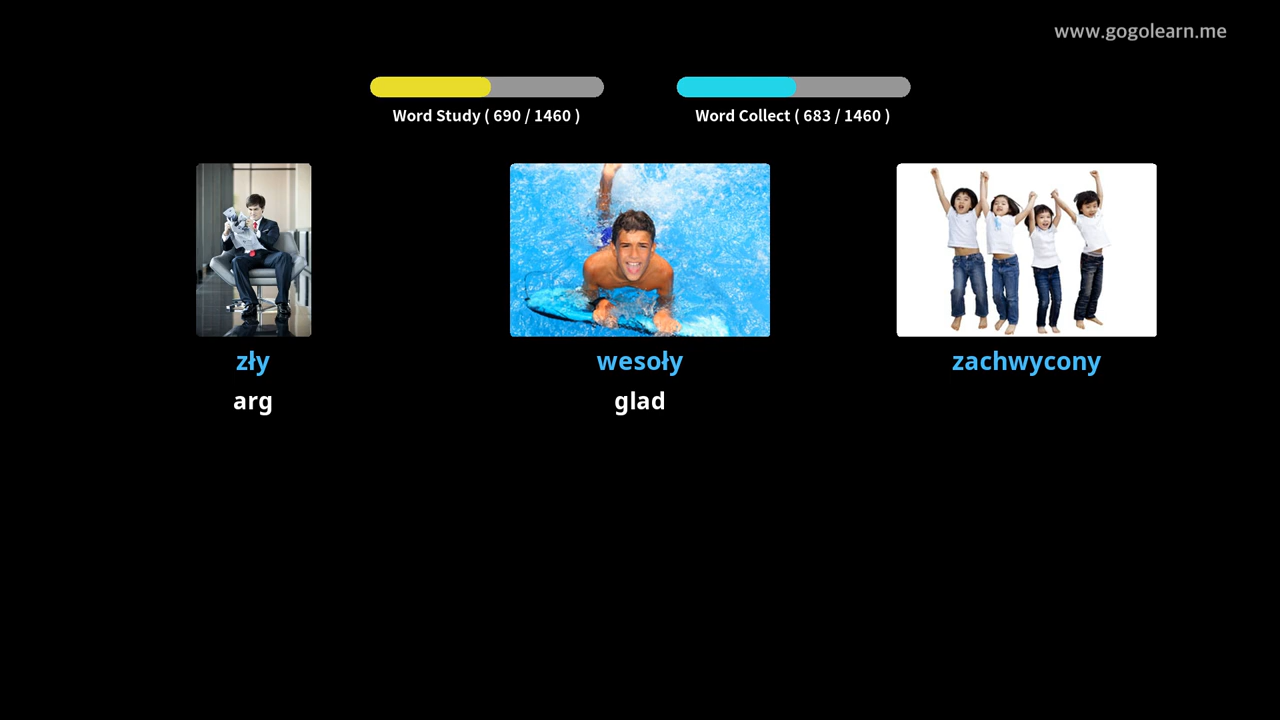 www.gogolearn.me
Word Study ( 690 / 1460 )
Word Collect ( 683 / 1460 )
zły
wesoły
zachwycony
arg
glad